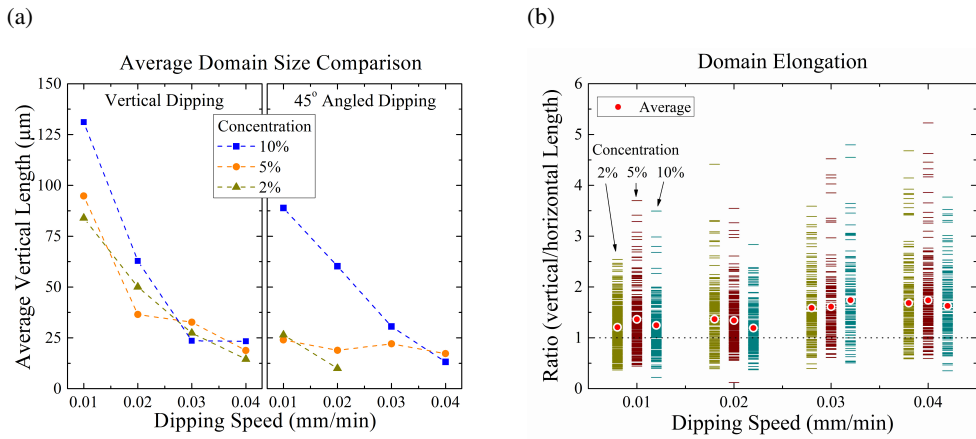 (a)
Average Domain Size Comparison
Vertical Dipping
45° Angled Dipping
Concentration
10%
5%
2%
150
125
100
75
50
25
0
Average Vertical Length (μm)
0.01 0.02 0.03 0.04 0.01 0.02 0.03 0.04
Dipping Speed (mm/min)
(b)
Domain Elongation
Average
Concentration
2% 5% 10%
6
5
4
3
2
1
0
Ratio (vertical/horizontal Length)
0.01 0.02 0.03 0.04
Dipping Speed (mm/min)